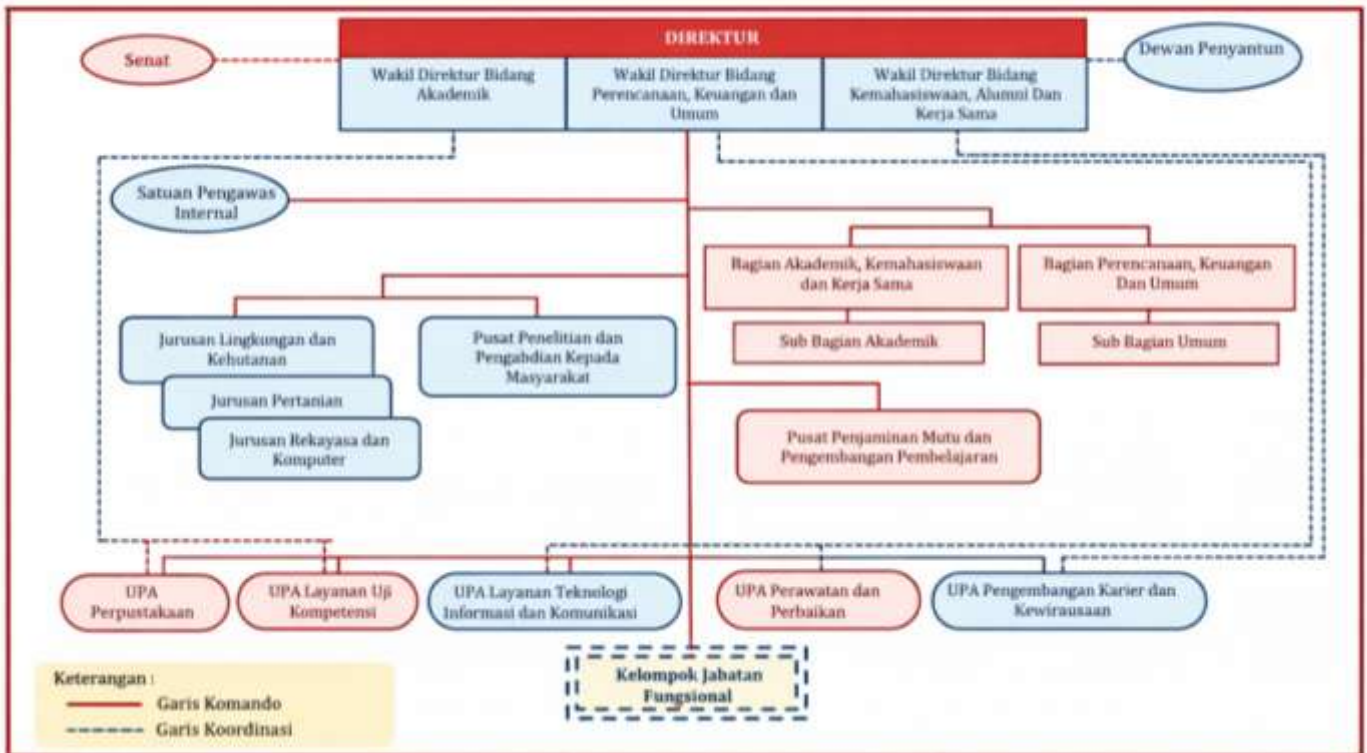 DIREKTUR
Senat
Dewan Penyantun
Wakil Direktur Bidang
Akademik
Wakil Direktur Bidang
Perencanaan, Keuangan dan
Umum
Wakil Direktur Bidang
Kemahasiswaan, Alumni Dan
Kerja Sama
Satuan Pengawas
Internal
Bagian Akademik, Kemahasiswaan
dan Kerja Sama
Bagian Perencanaan, Keuangan
Dan Umum
Sub Bagian Akademik
Sub Bagian Umum
Jurusan Lingkungan dan
Kehutanan
Jurusan Pertanian
Jurusan Rekayasa dan
Komputer
Pusat Penelitian dan
Pengabdian Kepada
Masyarakat
Pusat Penjaminan Mutu dan
Pengembangan Pembelajaran
UPA
Perpustakaan
UPA Layanan Uji
Kompetensi
UPA Layanan Teknologi
Informasi dan Komunikasi
UPA Perawatan dan
Perbaikan
UPA Pengembangan Karier dan
Kewirausaan
Kelompok Jabatan
Fungsional
Keterangan :
Garis Komando
Garis Koordinasi